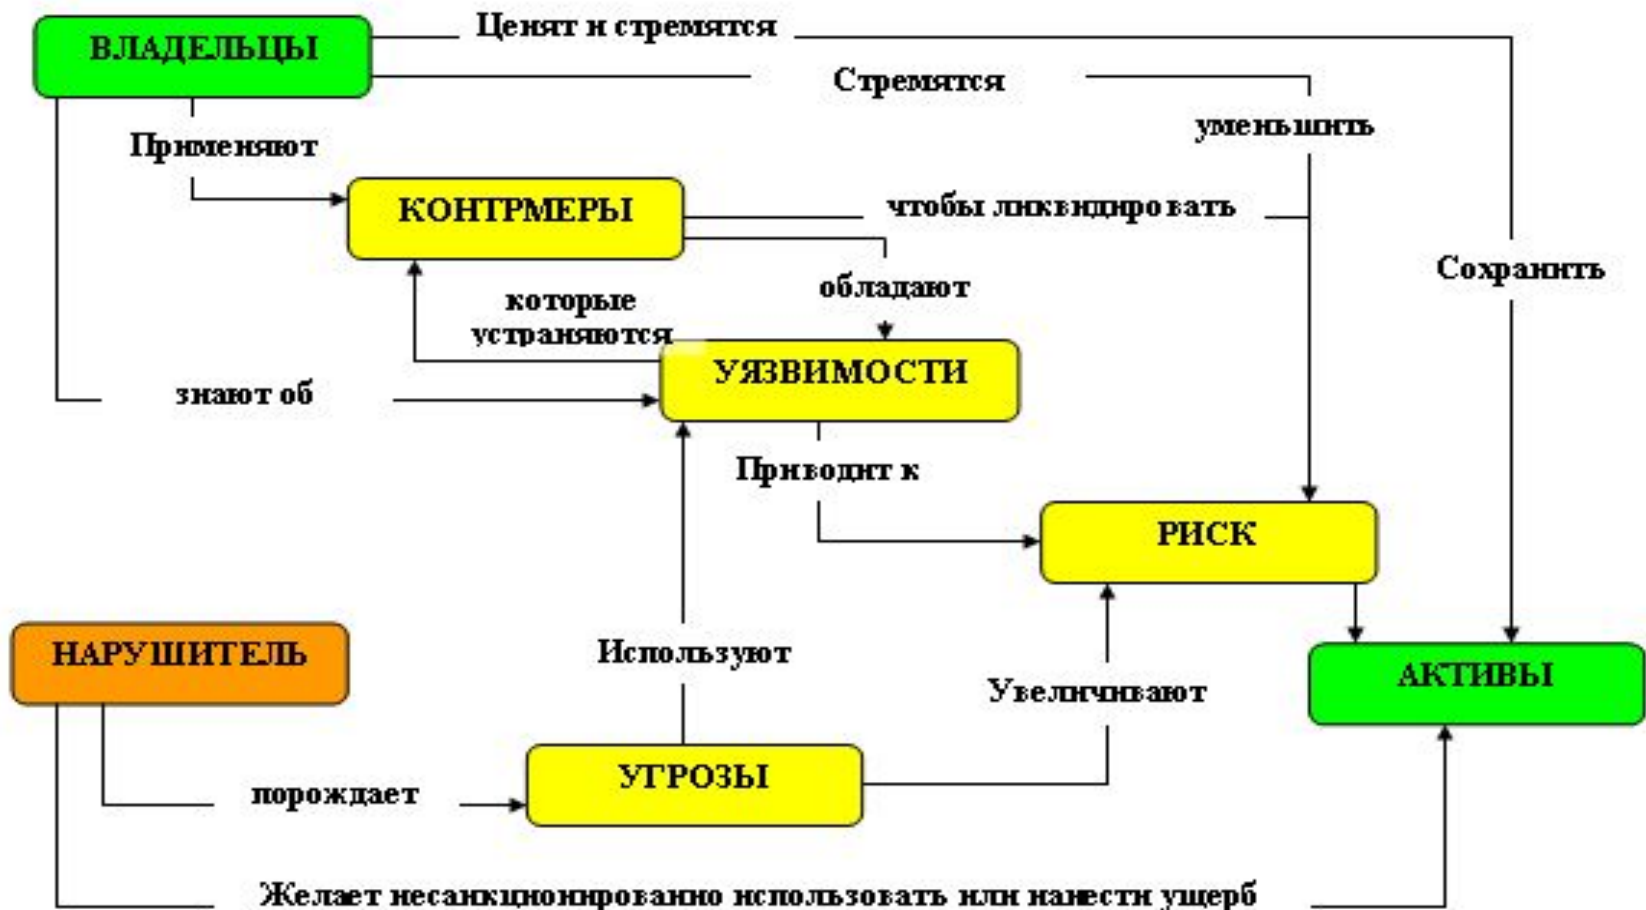 Ценят и стремятся
ВЛАДЕЛЬЦЫ
Стремятся
уменьшить
Применяют
КОНТРМЕРЫ
чтобы ликвидировать
Сохранить
обладают
которые
устраняются
УЯЗВИМОСТИ
знают об
Приводит к
РИСК
НАРУШИТЕЛЬ
Используют
АКТИВЫ
Увеличивают
УГРОЗЫ
порождает
Желает несанкционированно использовать или нанести ущерб